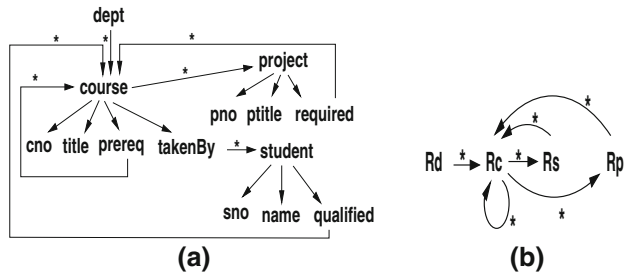 dept
* * *
project
* course *
pno ptitle required
cno title prereq takenBy * student
Rd * Rc * Rs Rp
* *
* *
sno name qualified
(a) (b)